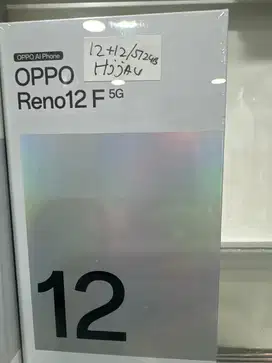 OPPO AI Phone
12+12/512GB
HijAu
OPPO
Reno12 F 5G
12